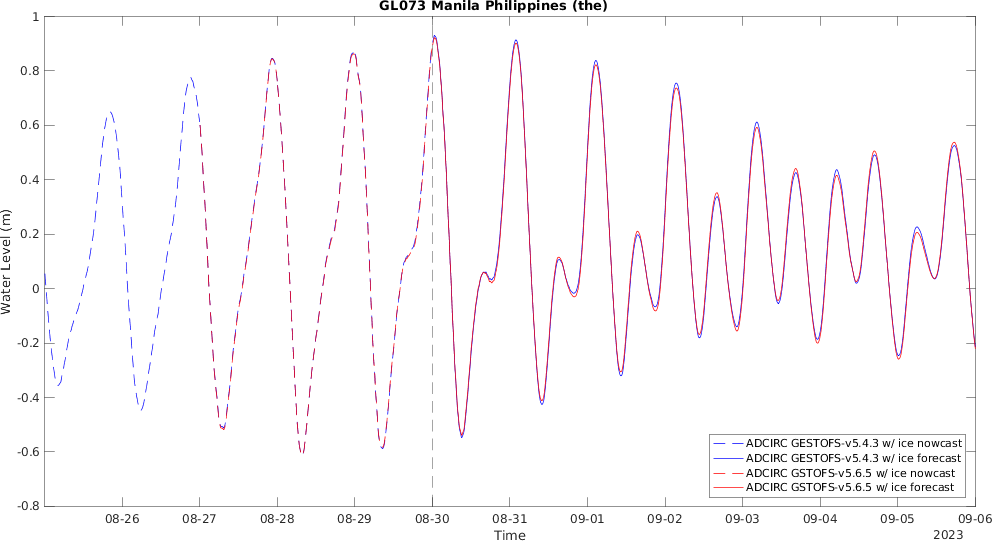 GL073 Manila Philippines (the)
Water Level (m)
1
0.8
0.6
0.4
0.2
0
-0.2
-0.4
-0.6
-0.8
ADCIRC GESTOFS-v5.4.3 w/ ice nowcast
ADCIRC GESTOFS-v5.4.3 w/ ice forecast
ADCIRC GSTOFS-v5.6.5 w/ ice nowcast
ADCIRC GSTOFS-v5.6.5 w/ ice forecast
08-26 08-27 08-28 08-29 08-30 08-31 09-01 09-02 09-03 09-04 09-05 09-06
Time
2023